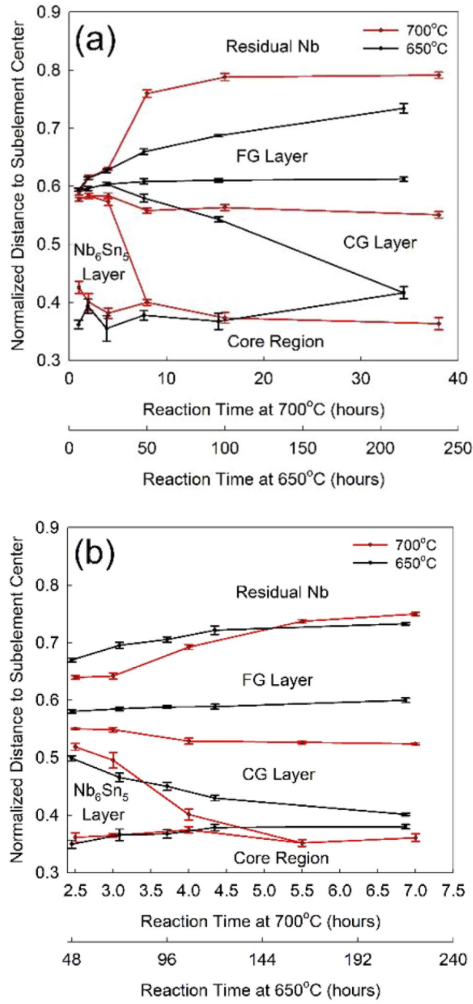 (a)
700°C
650°C
Residual Nb
FG Layer
CG Layer
Nb6Sn5
Layer
Core Region
Normalized Distance to Subelement Center
0.9
0.8
0.7
0.6
0.5
0.4
0.3
0 10 20 30 40
Reaction Time at 700°C (hours)
0 50 100 150 200 250
Reaction Time at 650°C (hours)
(b)
700°C
650°C
Residual Nb
FG Layer
CG Layer
Nb6Sn5
Layer
Core Region
Normalized Distance to Subelement Center
0.9
0.8
0.7
0.6
0.5
0.4
0.3
2.5 3.0 3.5 4.0 4.5 5.0 5.5 6.0 6.5 7.0 7.5
Reaction Time at 700°C (hours)
48 96 144 192 240
Reaction Time at 650°C (hours)